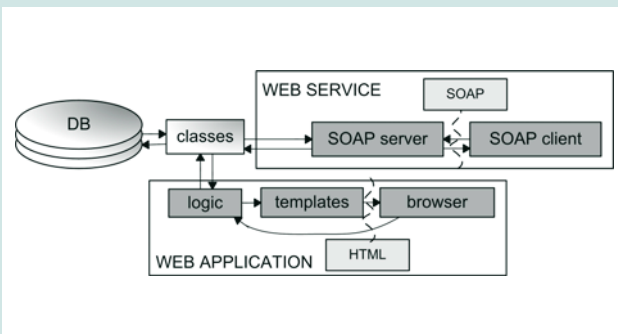 WEB SERVICE
SOAP
DB
classes
SOAP server
SOAP client
logic
templates
browser
HTML
WEB APPLICATION